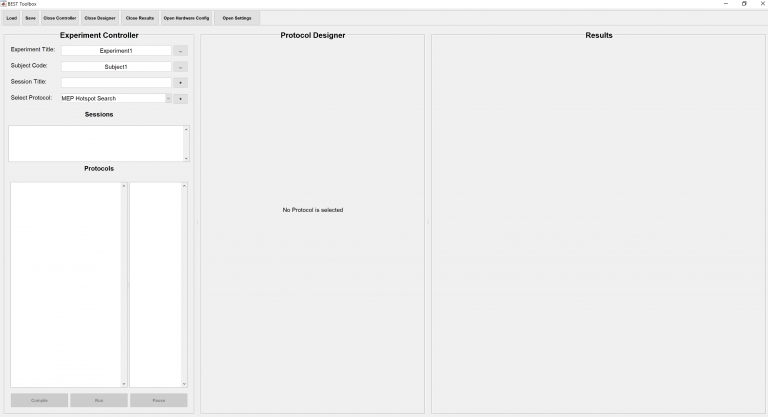 BEST Toolbox
Load Save Close Controller Close Designer Close Results Open Hardware Config Open Settings
Experiment Controller
Experiment Title: Experiment1 ...
Subject Code: Subject1 ...
Session Title: +
Select Protocol: MEP Hotspot Search +
Sessions
Protocols
Compile Run Pause
Protocol Designer
No Protocol is selected
Results